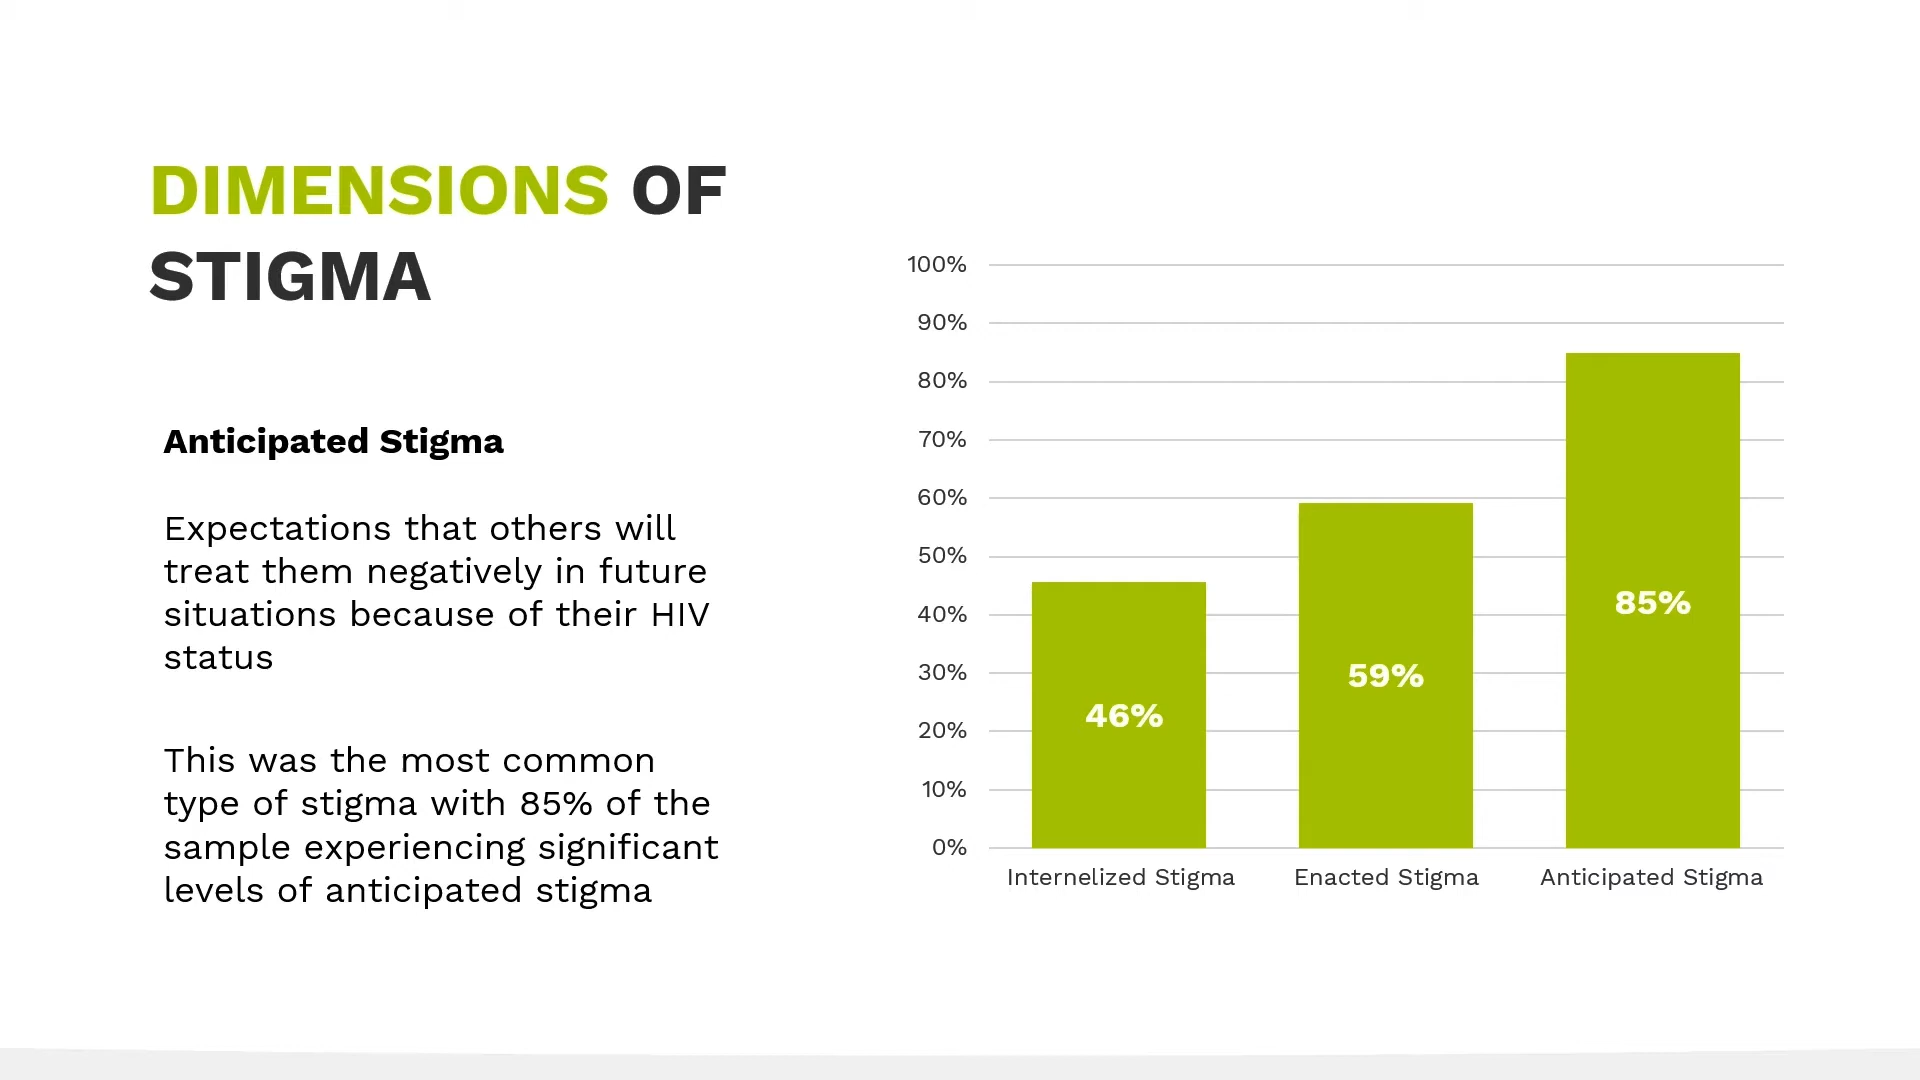 DIMENSIONS OF
STIGMA
Anticipated Stigma
Expectations that others will
treat them negatively in future
situations because of their HIV
status
This was the most common
type of stigma with 85% of the
sample experiencing significant
levels of anticipated stigma
100%
90%
80%
70%
60%
50%
40%
30%
20%
10%
0%
46%
59%
85%
Internelized Stigma
Enacted Stigma
Anticipated Stigma